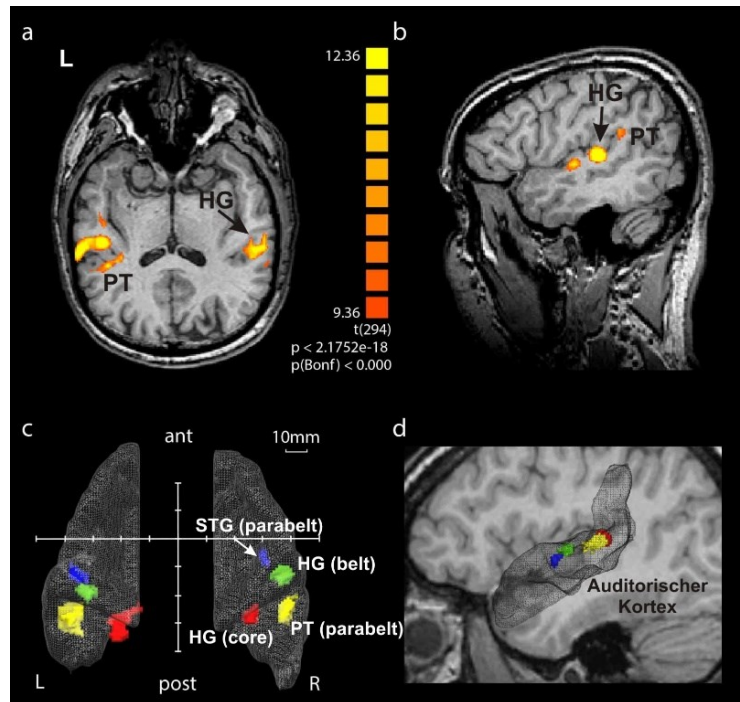 a
L
HG
PT
12.36
9.36
t(294)
p < 2.1752e-18
p(Bonf) < 0.000
b
HG
PT
c
ant
10mm
STG (parabelt)
HG (belt)
PT (parabelt)
HG (core)
L
post
R
d
Auditorischer
Kortex